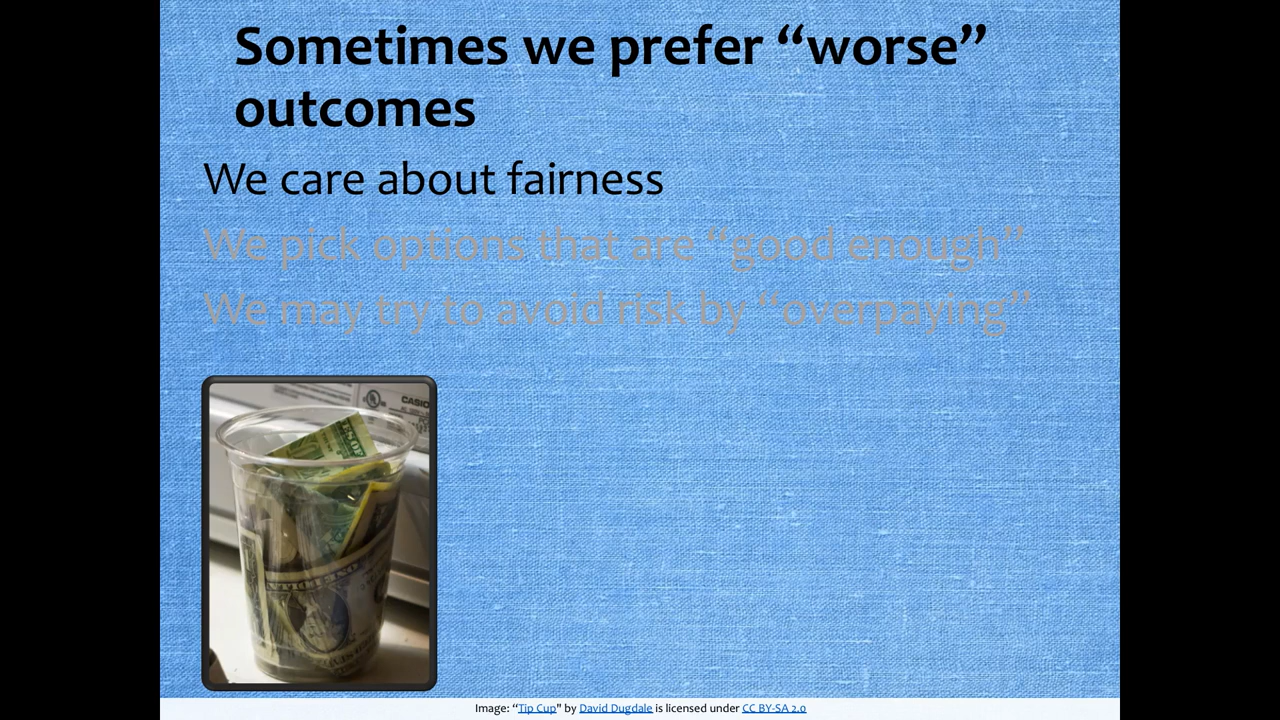 Sometimes we prefer “worse”
outcomes
We care about fairness
We pick options that are “good enough”
We may try to avoid risk by “overpaying”
CASIO
Image: “Tip Cup” by David Dugdale is licensed under CC BY-SA 2.0